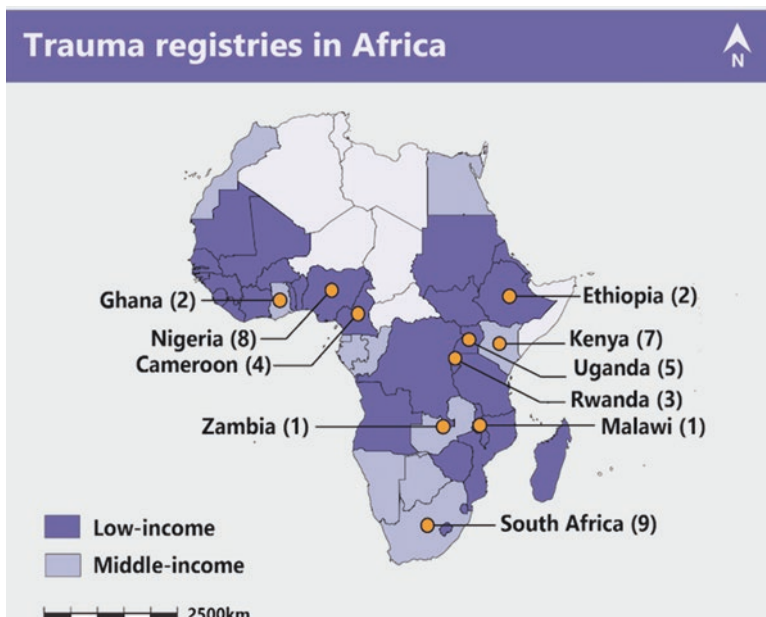 Trauma registries in Africa
N
Ghana (2)
Ethiopia (2)
Nigeria (8)
Kenya (7)
Cameroon (4)
Uganda (5)
Rwanda (3)
Zambia (1)
Malawi (1)
South Africa (9)
Low-income
Middle-income
2500km